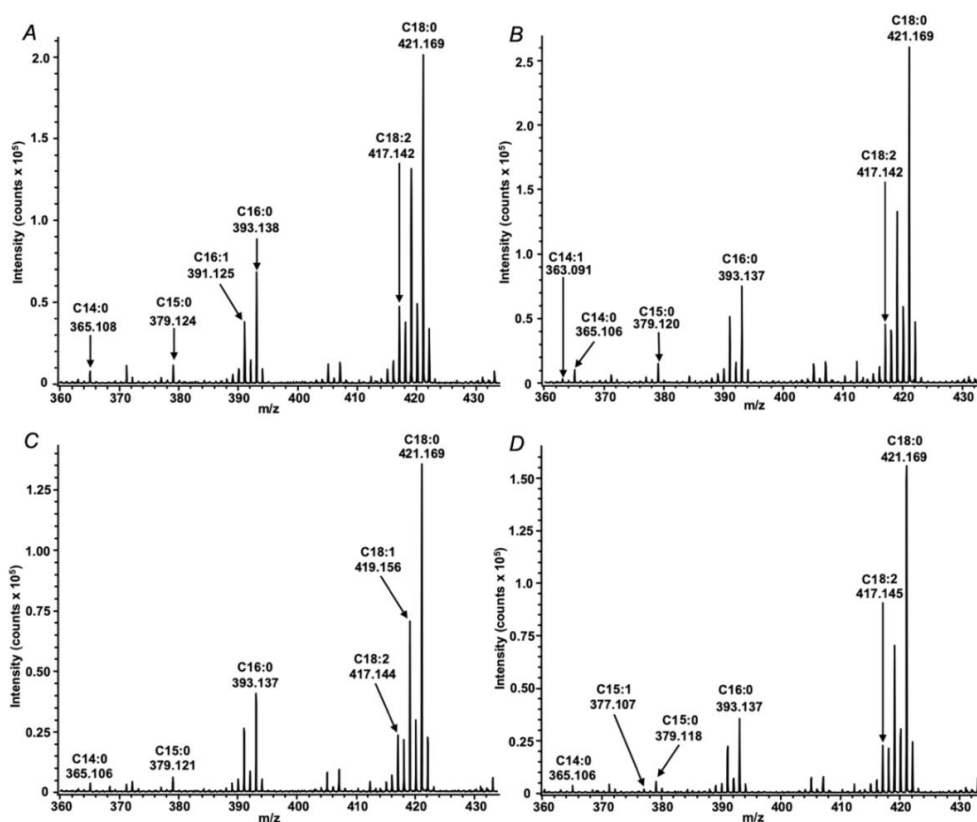 A
C18:0
421.169
2.0
1.5
1.0
0.5
0
Intensity (counts x 10⁵)
C18:2
417.142
C16:0
393.138
C16:1
391.125
C15:0
379.124
C14:0
365.108
360 370 380 390 400 410 420 430
m/z
B
C18:0
421.169
2.5
2.0
1.5
1.0
0.5
0
Intensity (counts x 10⁵)
C18:2
417.142
C14:1
363.091
C14:0
365.106
C15:0
379.120
C16:0
393.137
360 370 380 390 400 410 420 430
m/z
C
C18:0
421.169
1.25
1.00
0.75
0.50
0.25
0
Intensity (counts x 10⁵)
C18:1
419.156
C18:2
417.144
C16:0
393.137
C15:0
379.121
C14:0
365.106
360 370 380 390 400 410 420 430
m/z
D
C18:0
421.169
1.50
1.25
1.0
0.75
0.50
0.25
0
Intensity (counts x 10⁵)
C18:2
417.145
C15:1
377.107
C15:0
379.118
C16:0
393.137
C14:0
365.106
360 370 380 390 400 410 420 430
m/z